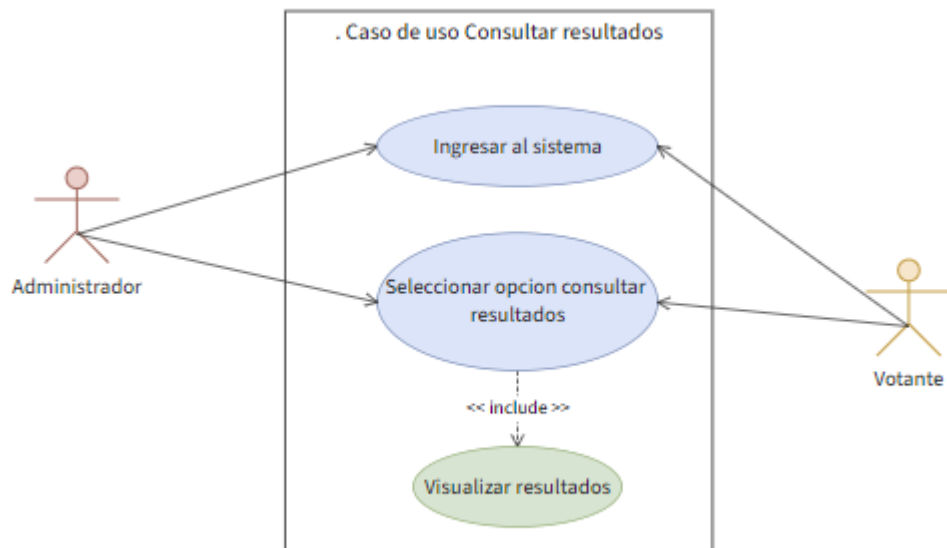 . Caso de uso Consultar resultados
Ingresar al sistema
Administrador
Seleccionar opcion consultar
resultados
Votante
<< include >>
Visualizar resultados